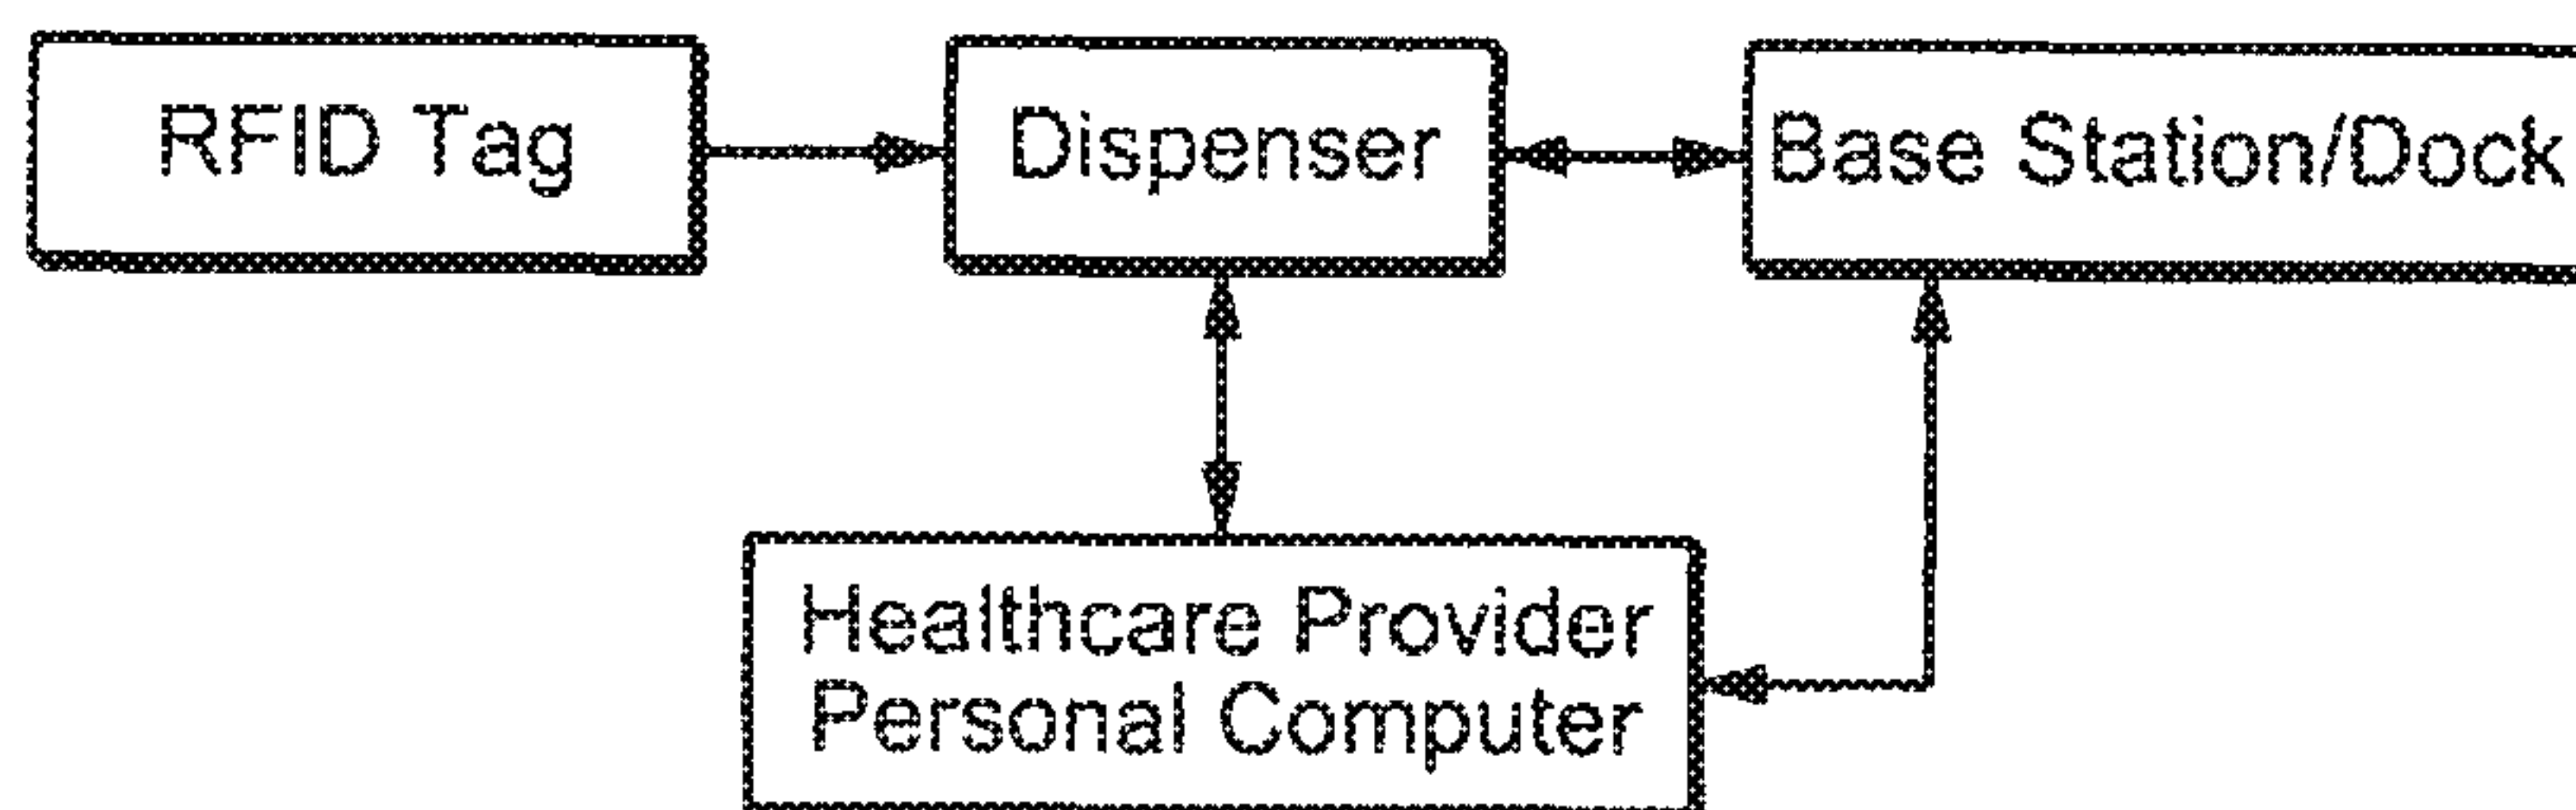 RFID Tag
Dispenser
Base Station/Dock
Healthcare Provider
Personal Computer